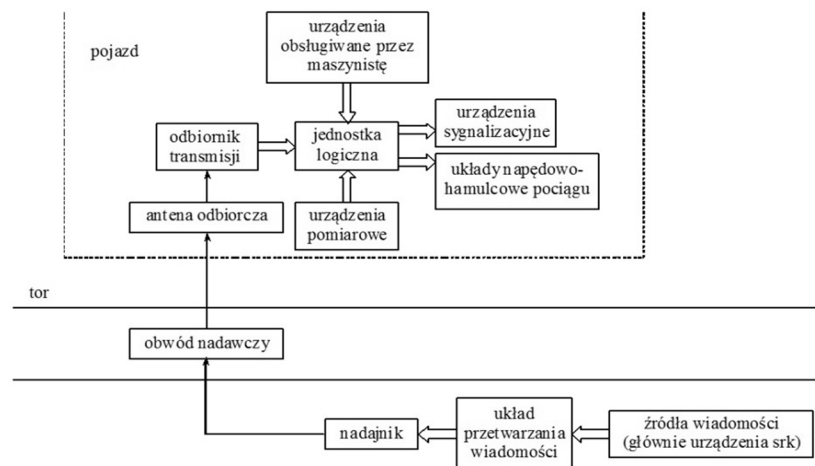 pojazd
urządzenia
obsługiwane przez
maszynistę
odbiornik
transmisji
jednostka
logiczna
urządzenia
sygnalizacyjne
układy napędowo-
hamulcowe pociągu
antena odbiorcza
urządzenia
pomiarowe
tor
obwód nadawczy
nadajnik
układ
przetwarzania
wiadomości
źródła wiadomości
(głównie urządzenia srk)